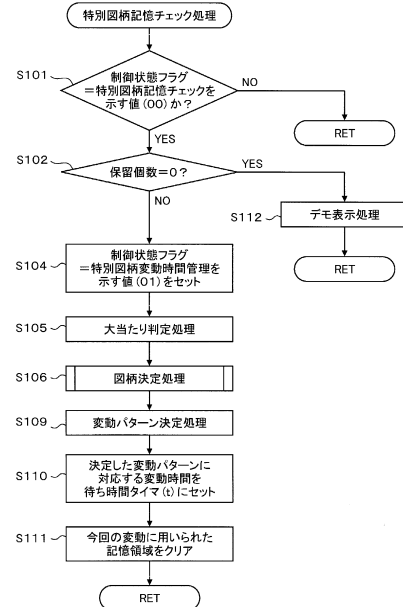 特別図柄記憶チェック処理
S101
制御状態フラグ
=特別図柄記憶チェックを
示す値(00)か?
NO
RET
YES
S102
保留個数=0?
YES
NO
S112
デモ表示処理
RET
S104
制御状態フラグ
=特別図柄変動時間管理を
示す値(01)をセット
S105
大当たり判定処理
S106
図柄決定処理
S109
変動パターン決定処理
S110
決定した変動パターンに
対応する変動時間を
待ち時間タイマ(t)にセット
S111
今回の変動に用いられた
記憶領域をクリア
RET